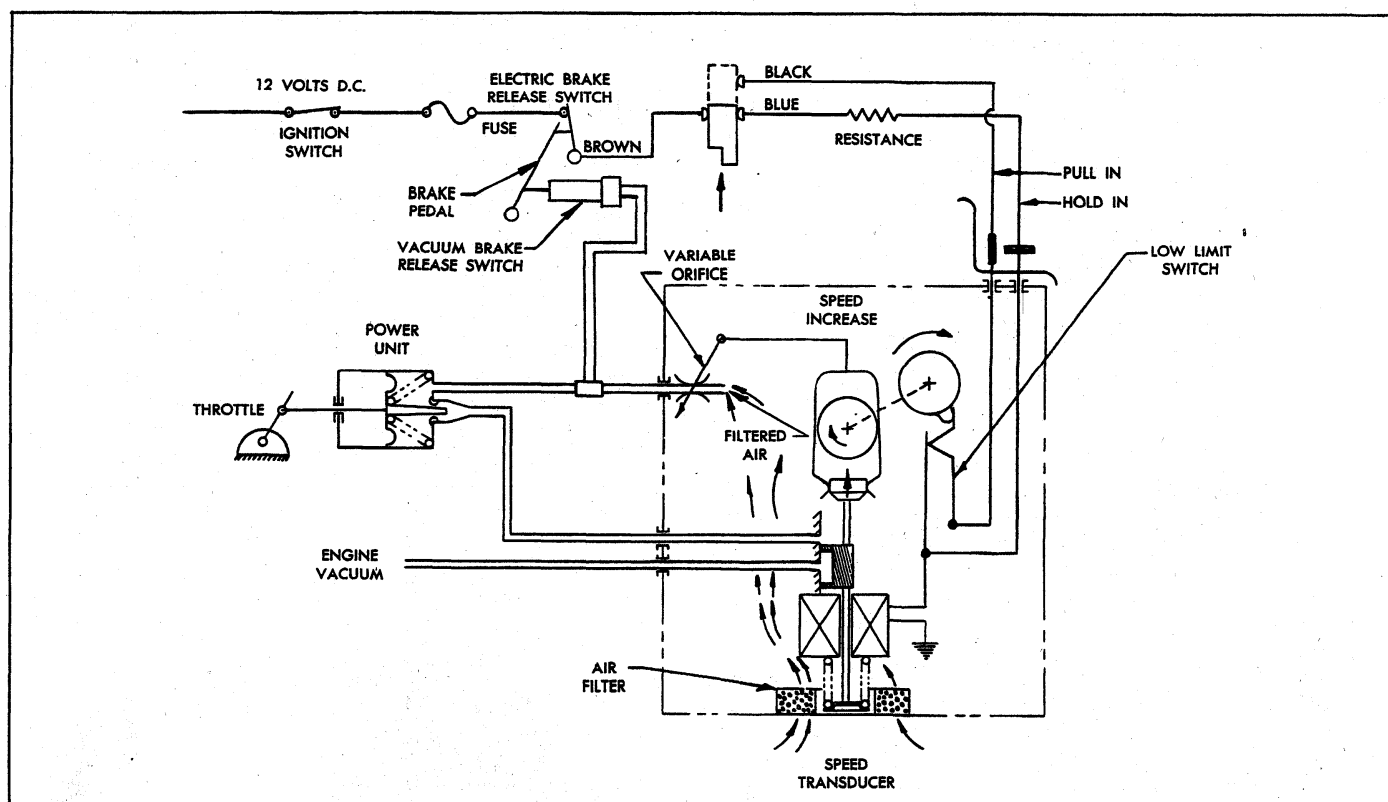 12 VOLTS D.C.
IGNITION
SWITCH
FUSE
ELECTRIC BRAKE
RELEASE SWITCH
BROWN
BLACK
BLUE
RESISTANCE
PULL IN
HOLD IN
BRAKE
PEDAL
VACUUM BRAKE
RELEASE SWITCH
VARIABLE
ORIFICE
LOW LIMIT
SWITCH
SPEED
INCREASE
POWER
UNIT
THROTTLE
FILTERED
AIR
ENGINE
VACUUM
AIR
FILTER
SPEED
TRANSDUCER